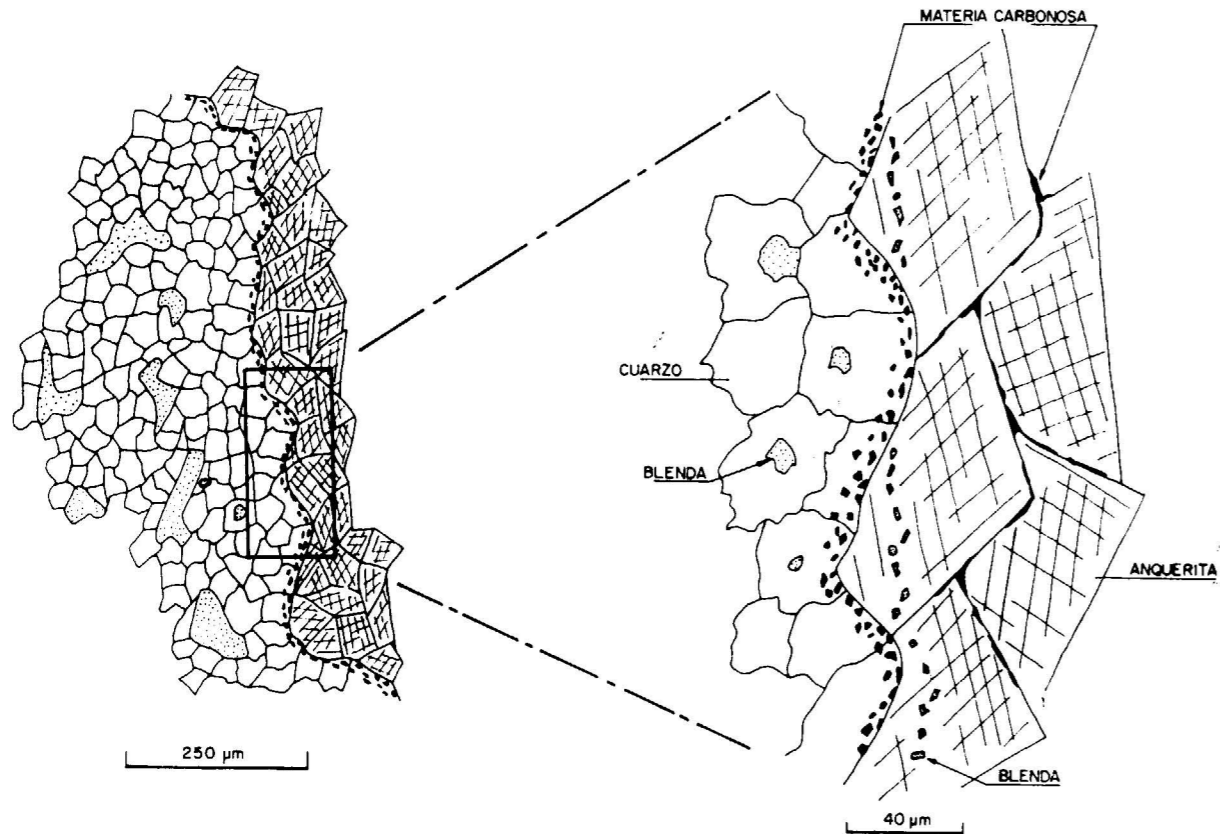 MATERIA CARBONOSA
CUARZO
BLENDA
ANQUERITA
BLENDA
250 µm
40 µm